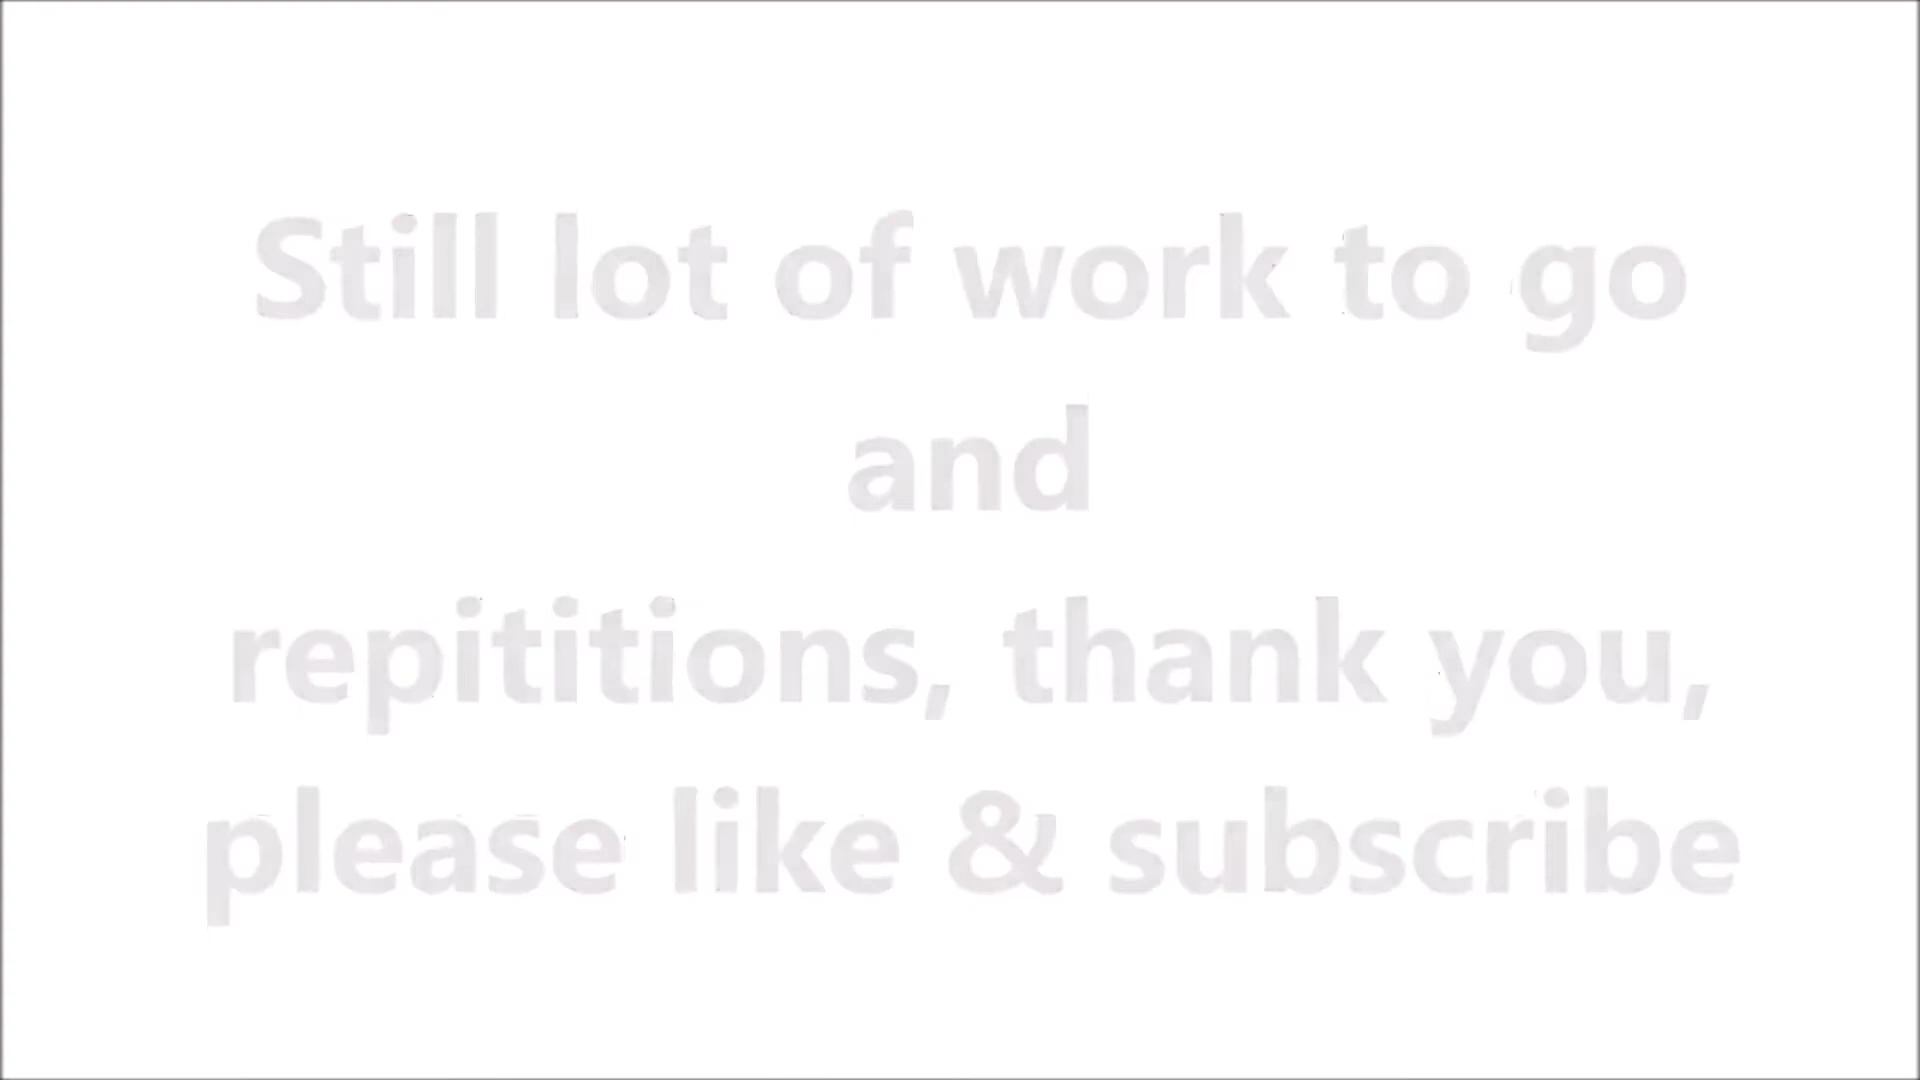 Still lot of work to go
and
repititions, thank you,
please like & subscribe